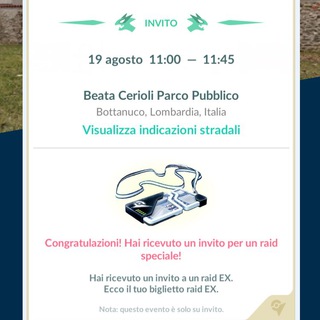 INVITO
19 agosto 11:00 — 11:45
Beata Cerioli Parco Pubblico
Bottanuco, Lombardia, Italia
Visualizza indicazioni stradali
Congratulazioni! Hai ricevuto un invito per un raid
speciale!
Hai ricevuto un invito a un raid EX.
Ecco il tuo biglietto raid EX.
Nota: questo evento è solo su invito.